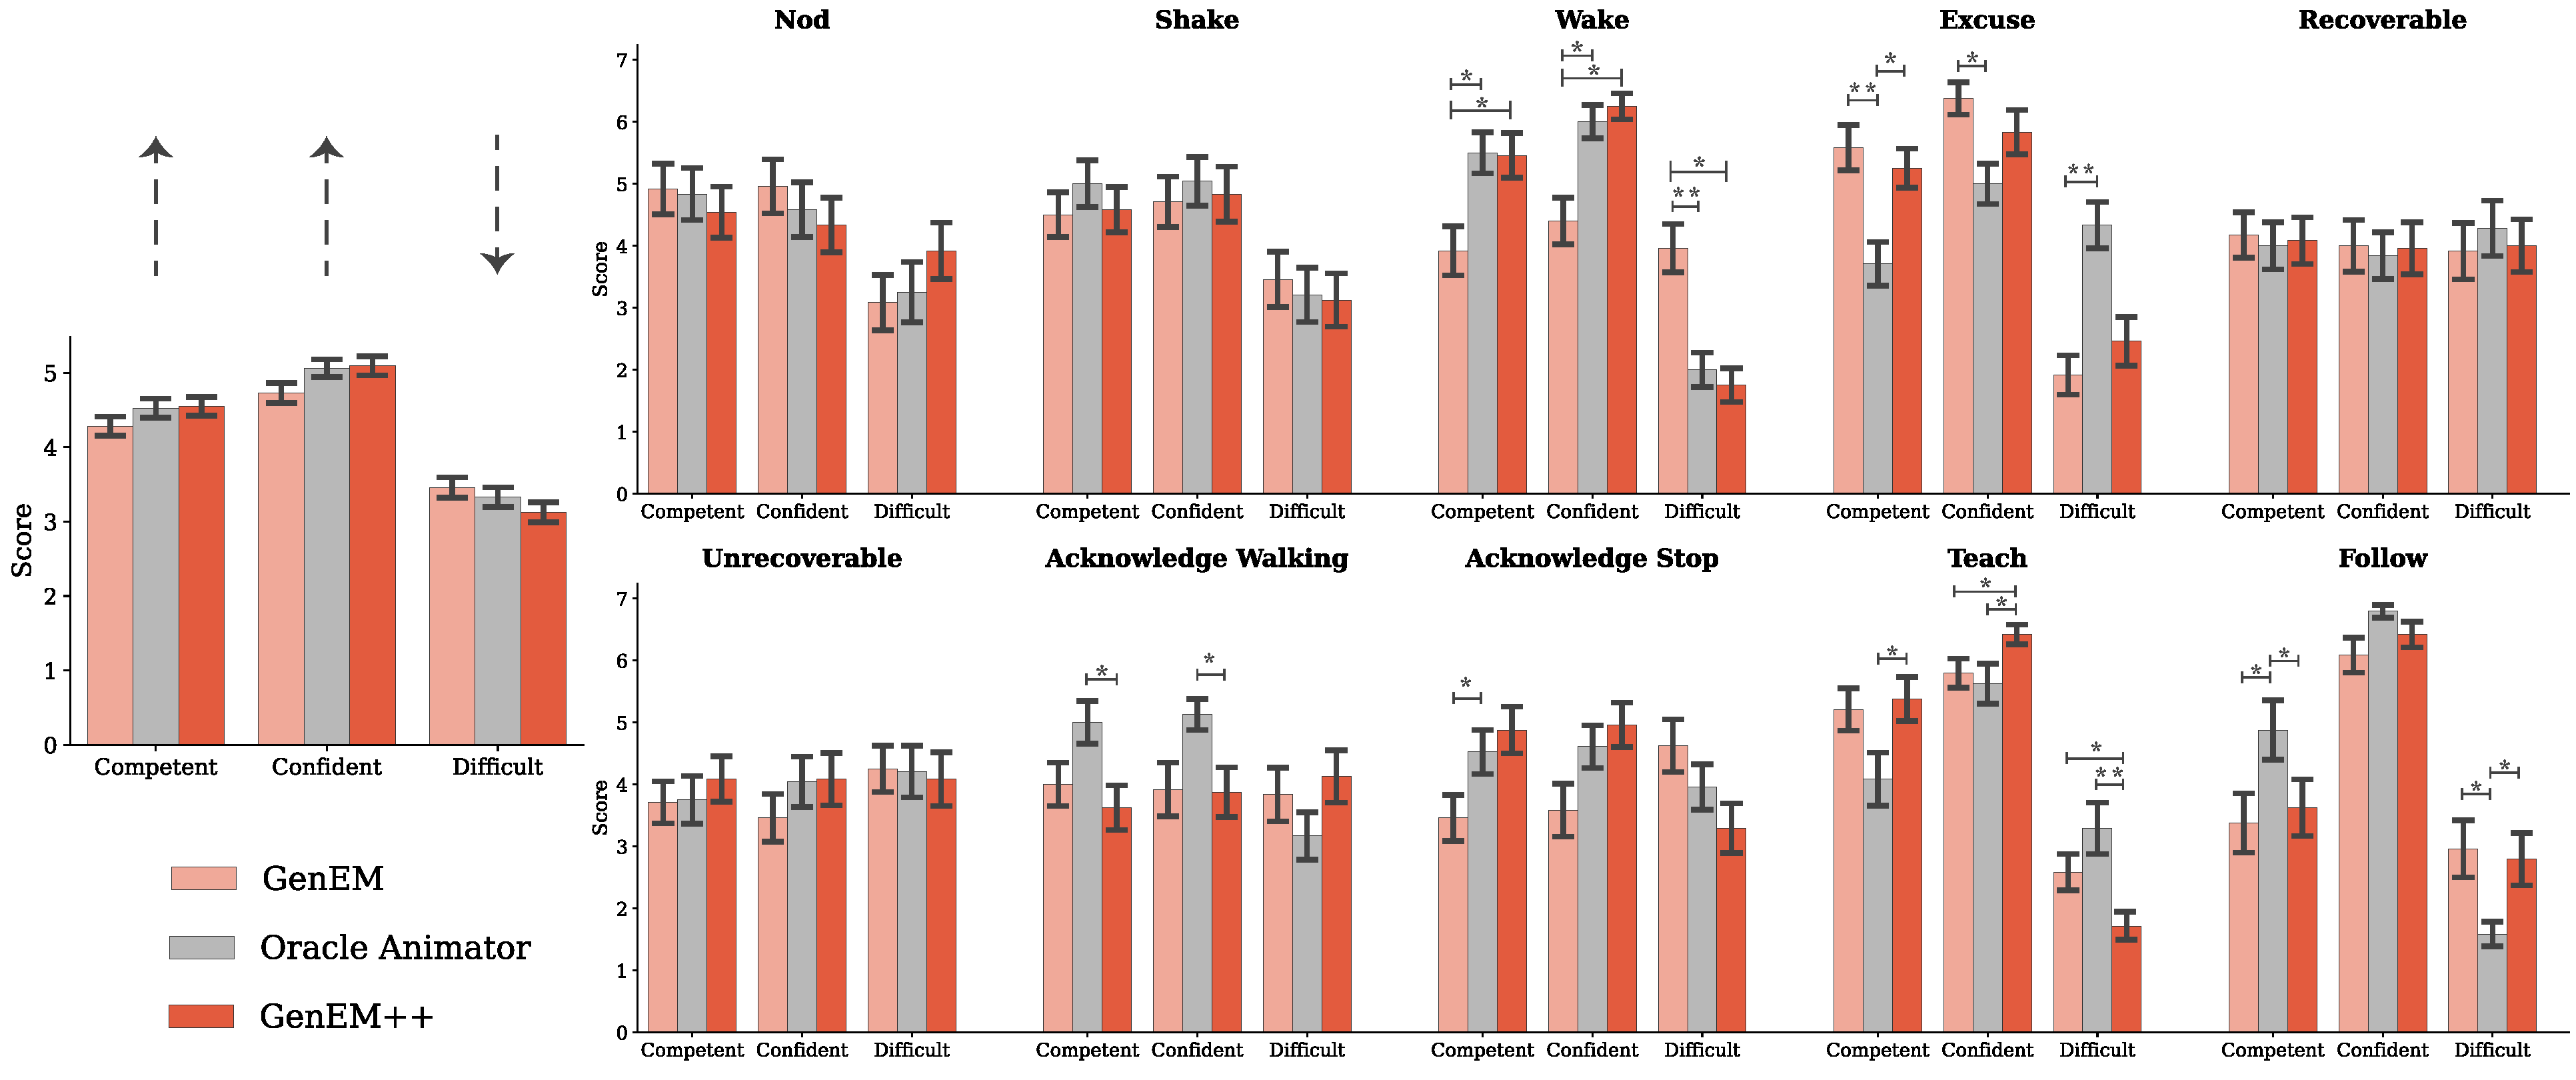 Score
5
4
3
2
1
0
Competent Confident Difficult
GenEM
Oracle Animator
GenEM++
Nod Shake Wake Excuse Recoverable
Score
7
6
5
4
3
2
1
0
* * * * * ** ** * * **
Competent Confident Difficult Competent Confident Difficult Competent Confident Difficult Competent Confident Difficult Competent Confident Difficult
Unrecoverable Acknowledge Walking Acknowledge Stop Teach Follow
Score
7
6
5
4
3
2
1
0
* * * * * * * ** * * * *
Competent Confident Difficult Competent Confident Difficult Competent Confident Difficult Competent Confident Difficult Competent Confident Difficult